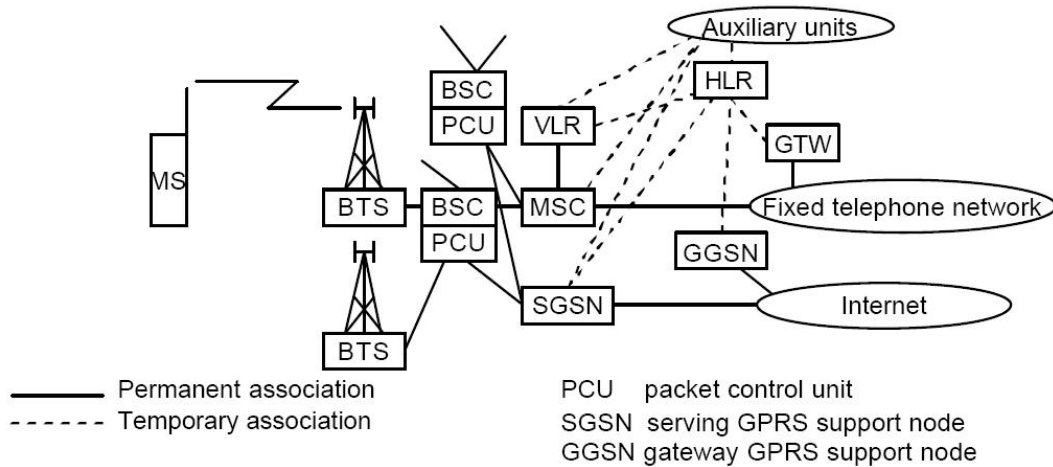 Auxiliary units
BSC
PCU
HLR
VLR
GTW
MS
BTS
BSC
MSC
Fixed telephone network
PCU
GGSN
SGSN
Internet
BTS
Permanent association
Temporary association
PCU packet control unit
SGSN serving GPRS support node
GGSN gateway GPRS support node